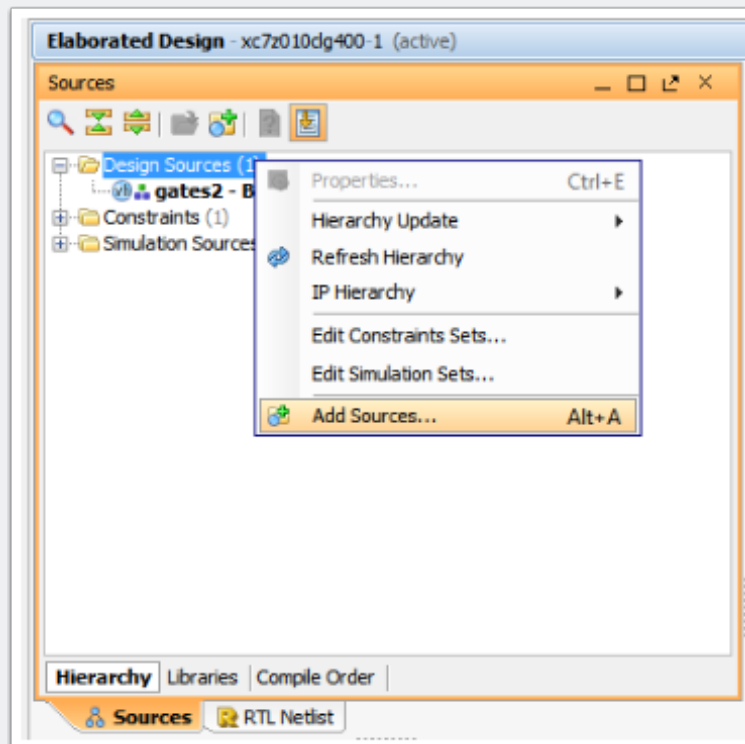 Elaborated Design - xc7z010clg400-1 (active)
Sources
Design Sources (1
gates2 - B
Constraints (1)
Simulation Sources
Properties... Ctrl+E
Hierarchy Update
Refresh Hierarchy
IP Hierarchy
Edit Constraints Sets...
Edit Simulation Sets...
Add Sources... Alt+A
Hierarchy Libraries Compile Order
Sources RTL Netlist